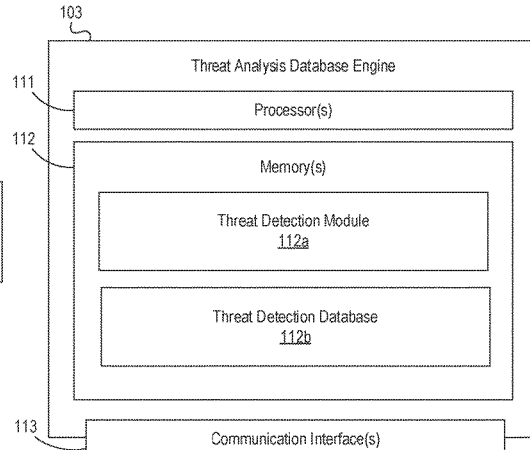 103
Threat Analysis Database Engine
111
Processor(s)
112
Memory(s)
Threat Detection Module
112a
Threat Detection Database
112b
113
Communication Interface(s)